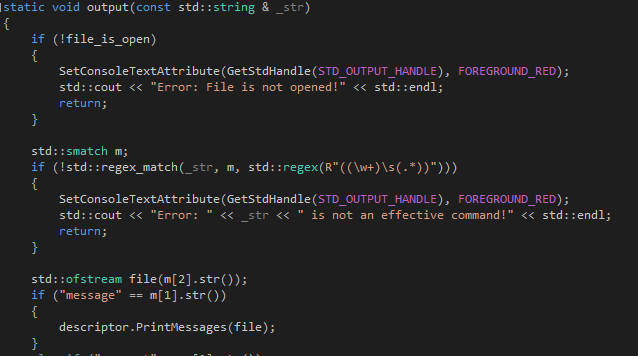 static void output(const std::string & _str)
{
if (!file_is_open)
{
SetConsoleTextAttribute(GetStdHandle(STD_OUTPUT_HANDLE), FOREGROUND_RED);
std::cout << "Error: File is not opened!" << std::endl;
return;
}
std::smatch m;
if (!std::regex_match(_str, m, std::regex(R"((\w+)\s(.*))")))
{
SetConsoleTextAttribute(GetStdHandle(STD_OUTPUT_HANDLE), FOREGROUND_RED);
std::cout << "Error: " << _str << " is not an effective command!" << std::endl;
return;
}
std::ofstream file(m[2].str());
if ("message" == m[1].str())
{
descriptor.PrintMessages(file);
}